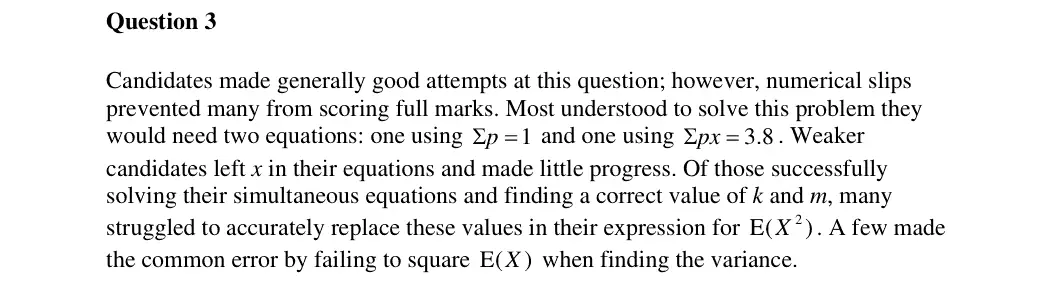 Question 3
Candidates made generally good attempts at this question; however, numerical slips
prevented many from scoring full marks. Most understood to solve this problem they
would need two equations: one using Σp = 1 and one using Σpx = 3.8 . Weaker
candidates left x in their equations and made little progress. Of those successfully
solving their simultaneous equations and finding a correct value of k and m, many
struggled to accurately replace these values in their expression for E(X²). A few made
the common error by failing to square E(X) when finding the variance.